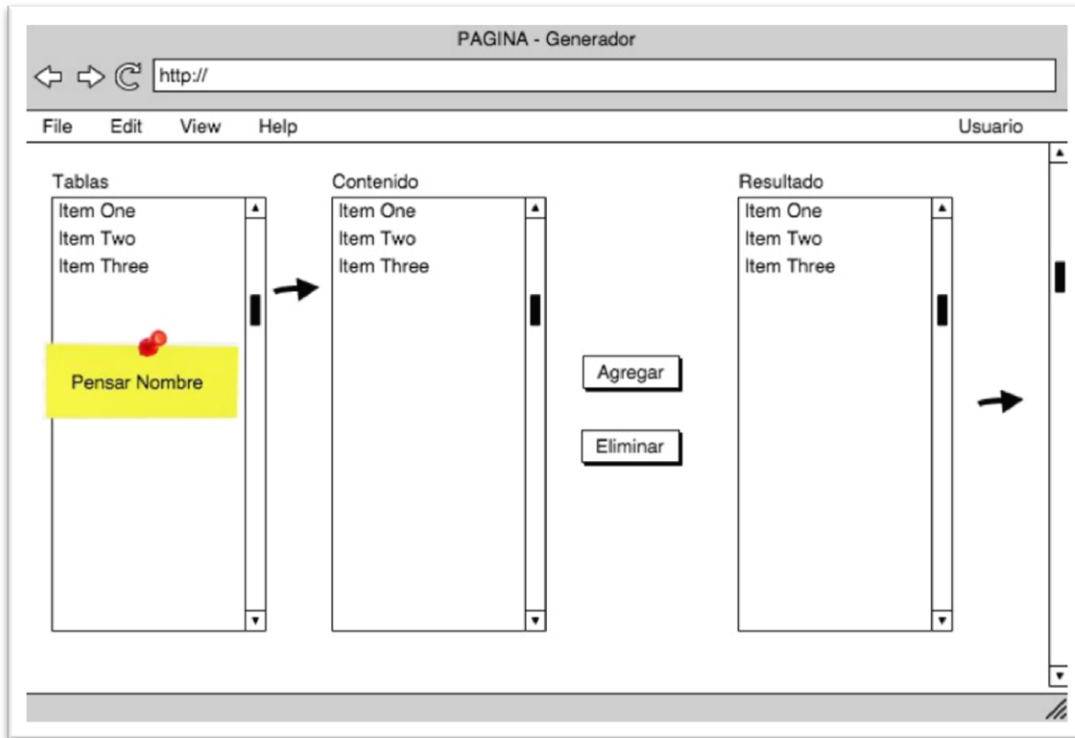 PAGINA - Generador
http://
File Edit View Help Usuario
Tablas
Item One
Item Two
Item Three
Pensar Nombre
Contenido
Item One
Item Two
Item Three
Agregar
Eliminar
Resultado
Item One
Item Two
Item Three